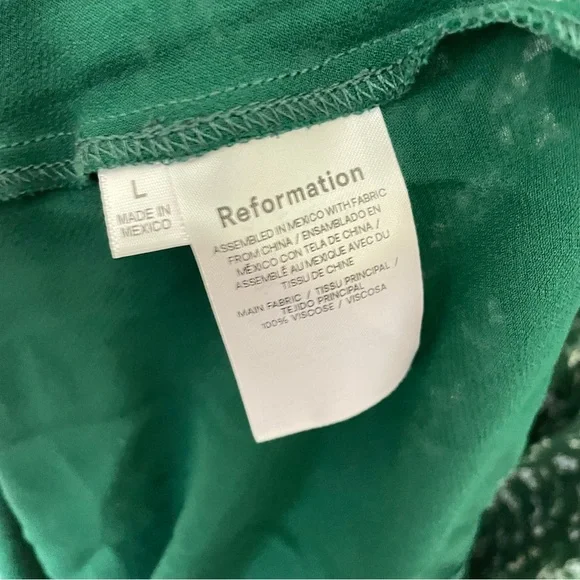 L
MADE IN
MEXICO
Reformation
ASSEMBLED IN MEXICO WITH FABRIC
FROM CHINA / ENSAMBLADO EN
MÉXICO CON TELA DE CHINA /
ASSEMBLÉ AU MEXIQUE AVEC DU
TISSU DE CHINE
MAIN FABRIC / TISSU PRINCIPAL /
TEJIDO PRINCIPAL
100% VISCOSE / VISCOSA